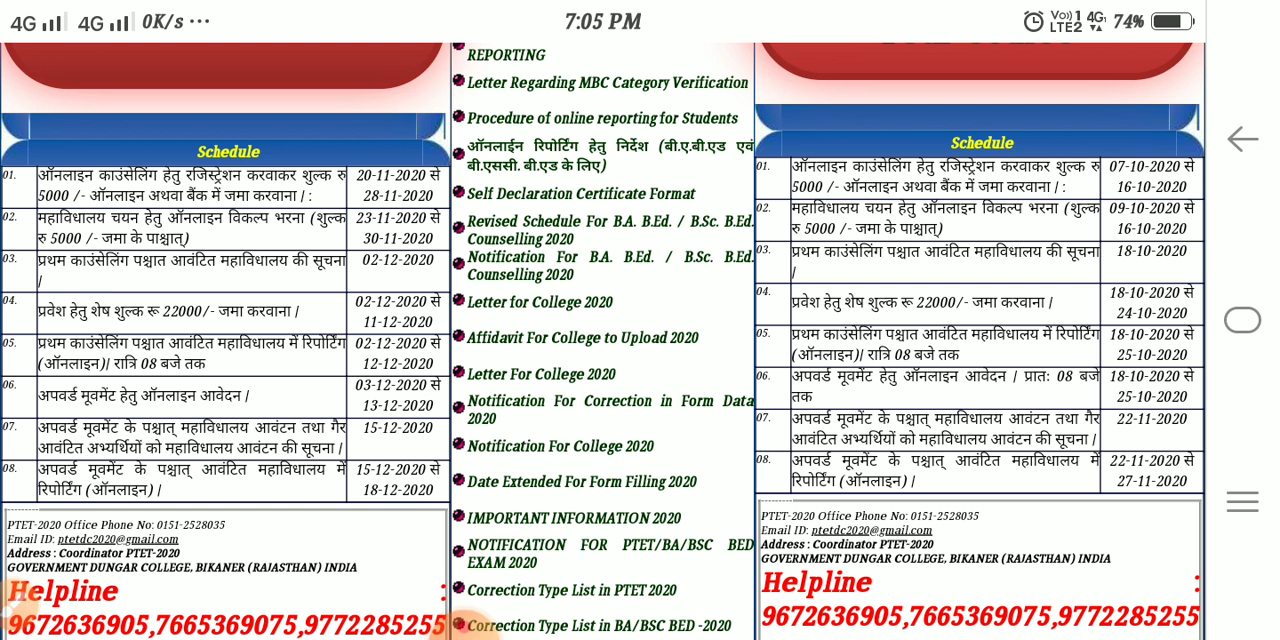 4G 4G 0K/s ··· 7:05 PM Vo) 1 4G LTE2 74%
Schedule
01. ऑनलाइन काउंसेलिंग हेतु रजिस्ट्रेशन करवाकर शुल्क रु 20-11-2020 से
5000 /- ऑनलाइन अथवा बैंक में जमा करवाना | : 28-11-2020
02. महाविधालय चयन हेतु ऑनलाइन विकल्प भरना (शुल्क 23-11-2020 से
रु 5000 /- जमा के पाश्चात्) 30-11-2020
03. प्रथम काउंसेलिंग पश्चात आवंटित महाविधालय की सूचना 02-12-2020
|
04. प्रवेश हेतु शेष शुल्क रू 22000/- जमा करवाना | 02-12-2020 से
11-12-2020
05. प्रथम काउंसेलिंग पश्चात आवंटित महाविधालय में रिपोर्टिंग 02-12-2020 से
(ऑनलाइन)| रात्रि 08 बजे तक 12-12-2020
06. अपवर्ड मूवमेंट हेतु ऑनलाइन आवेदन | 03-12-2020 से
13-12-2020
07. अपवर्ड मूवमेंट के पश्चात् महाविधालय आवंटन तथा गैर 15-12-2020
आवंटित अभ्यर्थियों को महाविधालय आवंटन की सूचना |
08. अपवर्ड मूवमेंट के पश्चात् आवंटित महाविधालय में 15-12-2020 से
रिपोर्टिंग (ऑनलाइन) | 18-12-2020
PTET-2020 Office Phone No: 0151-2528035
Email ID: ptetdc2020@gmail.com
Address : Coordinator PTET-2020
GOVERNMENT DUNGAR COLLEGE, BIKANER (RAJASTHAN) INDIA
Helpline :
9672636905,7665369075,9772285255
REPORTING
Letter Regarding MBC Category Verification
Procedure of online reporting for Students
ऑनलाईन रिपोर्टिंग हेतु निर्देश (बी.ए.बी.एड एवं
बी.एससी. बी.एड के लिए)
Self Declaration Certificate Format
Revised Schedule For B.A. B.Ed. / B.Sc. B.Ed.
Counselling 2020
Notification For B.A. B.Ed. / B.Sc. B.Ed.
Counselling 2020
Letter for College 2020
Affidavit For College to Upload 2020
Letter For College 2020
Notification For Correction in Form Data
2020
Notification For College 2020
Date Extended For Form Filling 2020
IMPORTANT INFORMATION 2020
NOTIFICATION FOR PTET/BA/BSC BED
EXAM 2020
Correction Type List in PTET 2020
Correction Type List in BA/BSC BED -2020
Schedule
01. ऑनलाइन काउंसेलिंग हेतु रजिस्ट्रेशन करवाकर शुल्क रु 07-10-2020 से
5000 /- ऑनलाइन अथवा बैंक में जमा करवाना | : 16-10-2020
02. महाविधालय चयन हेतु ऑनलाइन विकल्प भरना (शुल्क 09-10-2020 से
रु 5000 /- जमा के पाश्चात्) 16-10-2020
03. प्रथम काउंसेलिंग पश्चात आवंटित महाविधालय की सूचना 18-10-2020
|
04. प्रवेश हेतु शेष शुल्क रू 22000/- जमा करवाना | 18-10-2020 से
24-10-2020
05. प्रथम काउंसेलिंग पश्चात आवंटित महाविधालय में रिपोर्टिंग 18-10-2020 से
(ऑनलाइन)| रात्रि 08 बजे तक 25-10-2020
06. अपवर्ड मूवमेंट हेतु ऑनलाइन आवेदन | प्रात: 08 बजे 18-10-2020 से
तक 25-10-2020
07. अपवर्ड मूवमेंट के पश्चात् महाविधालय आवंटन तथा गैर 22-11-2020
आवंटित अभ्यर्थियों को महाविधालय आवंटन की सूचना |
08. अपवर्ड मूवमेंट के पश्चात् आवंटित महाविधालय में 22-11-2020 से
रिपोर्टिंग (ऑनलाइन) | 27-11-2020
PTET-2020 Office Phone No: 0151-2528035
Email ID: ptetdc2020@gmail.com
Address : Coordinator PTET-2020
GOVERNMENT DUNGAR COLLEGE, BIKANER (RAJASTHAN) INDIA
Helpline :
9672636905,7665369075,9772285255